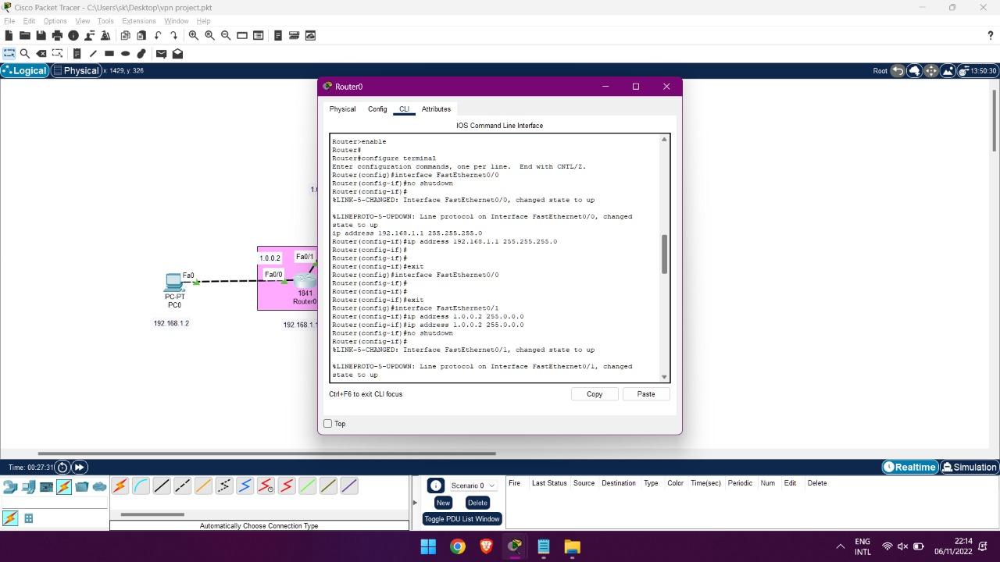 Cisco Packet Tracer - C:\Users\sk\Desktop\vpn project.pkt
File Edit Options View Tools Extensions Window Help
?
Logical Physical x: 1429, y: 326 Root 13:50:30
Router0
Physical Config CLI Attributes
IOS Command Line Interface
Router>enable
Router#
Router#configure terminal
Enter configuration commands, one per line. End with CNTL/Z.
Router(config)#interface FastEthernet0/0
Router(config-if)#no shutdown
Router(config-if)#
%LINK-5-CHANGED: Interface FastEthernet0/0, changed state to up
%LINEPROTO-5-UPDOWN: Line protocol on Interface FastEthernet0/0, changed
state to up
ip address 192.168.1.1 255.255.255.0
Router(config-if)#ip address 192.168.1.1 255.255.255.0
Router(config-if)#
Router(config-if)#
Router(config-if)#exit
Router(config)#interface FastEthernet0/0
Router(config-if)#
Router(config-if)#
Router(config-if)#exit
Router(config)#interface FastEthernet0/1
Router(config-if)#ip address 1.0.0.2 255.0.0.0
Router(config-if)#ip address 1.0.0.2 255.0.0.0
Router(config-if)#no shutdown
Router(config-if)#
%LINK-5-CHANGED: Interface FastEthernet0/1, changed state to up
%LINEPROTO-5-UPDOWN: Line protocol on Interface FastEthernet0/1, changed
state to up
Ctrl+F6 to exit CLI focus Copy Paste
Top
1.0.0.2 Fa0/1
Fa0 Fa0/0
PC-PT
PC0
1841
Router0
192.168.1.2
192.168.1.1
Time: 00:27:31 Realtime Simulation
Scenario 0
New Delete
Toggle PDU List Window
Fire Last Status Source Destination Type Color Time(sec) Periodic Num Edit Delete
Automatically Choose Connection Type
ENG
INTL
22:14
06/11/2022